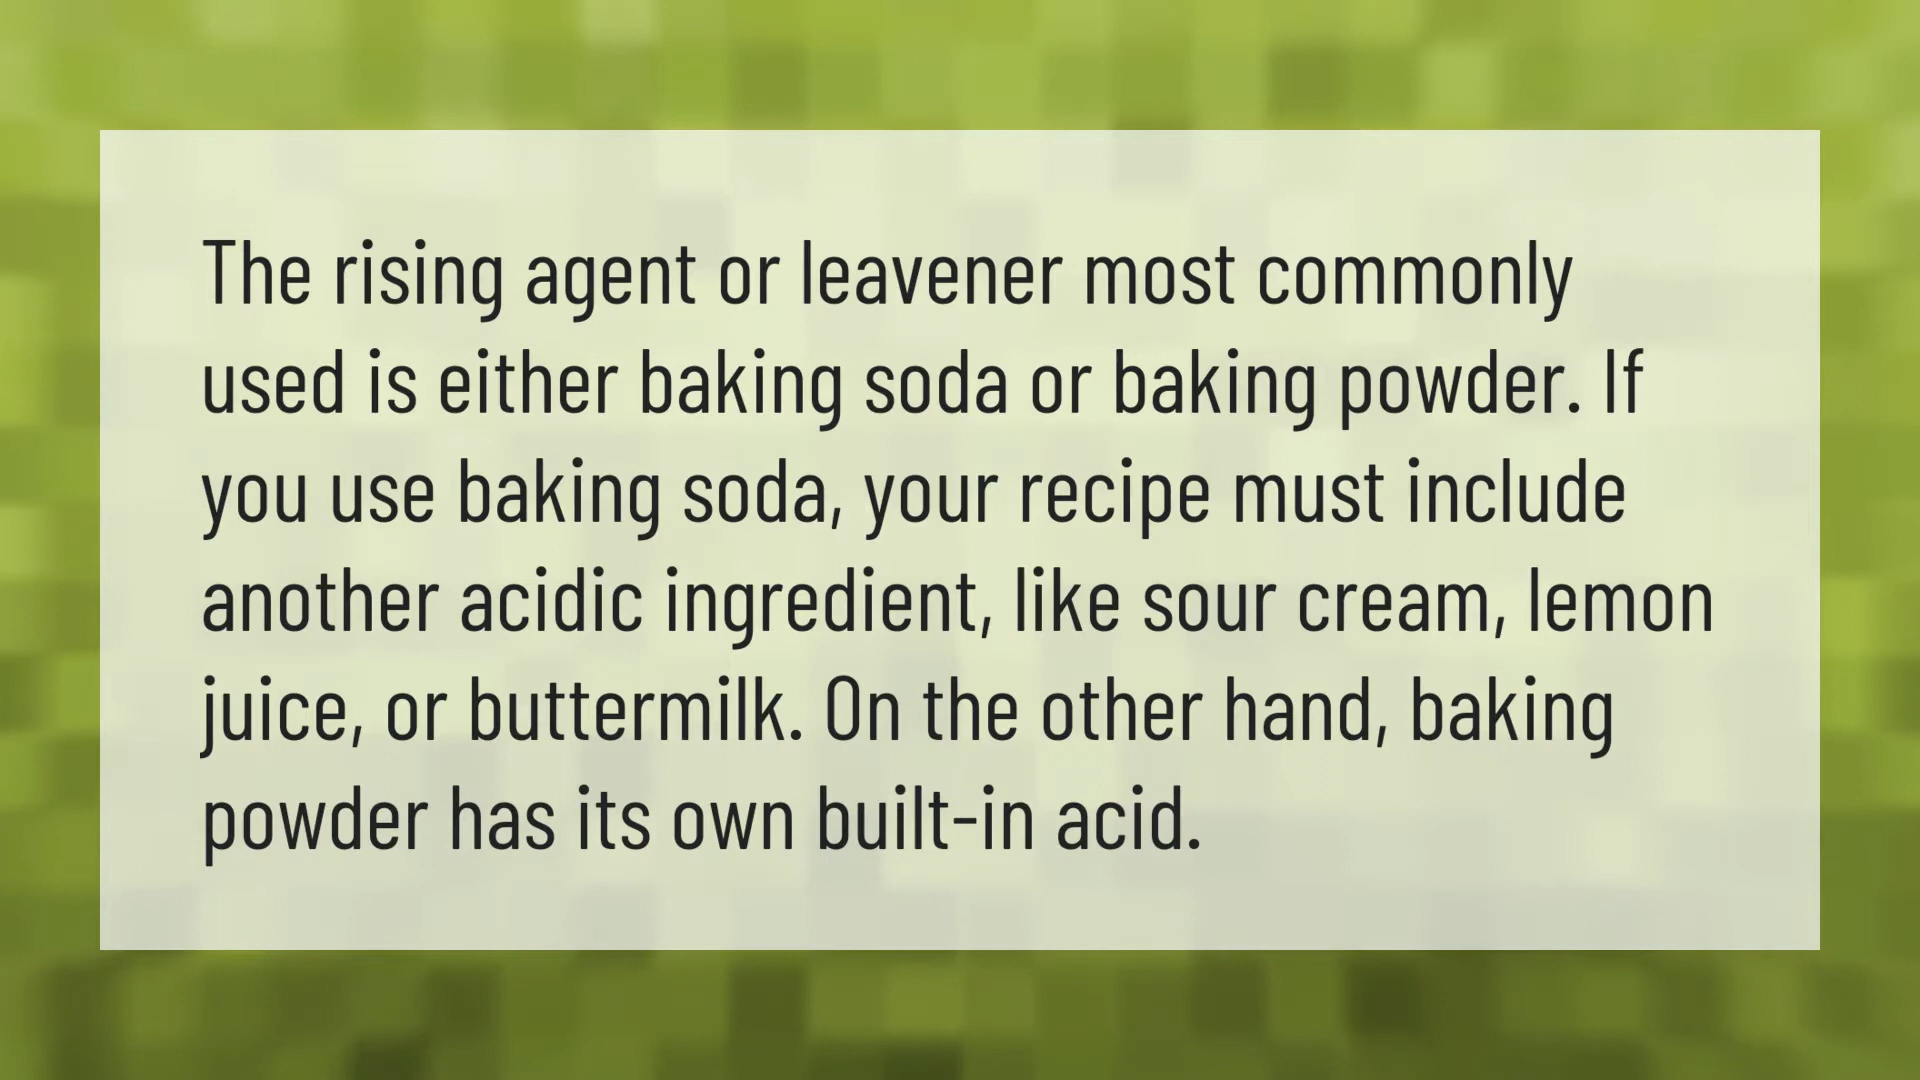 The rising agent or leavener most commonly
used is either baking soda or baking powder. If
you use baking soda, your recipe must include
another acidic ingredient, like sour cream, lemon
juice, or buttermilk. On the other hand, baking
powder has its own built-in acid.